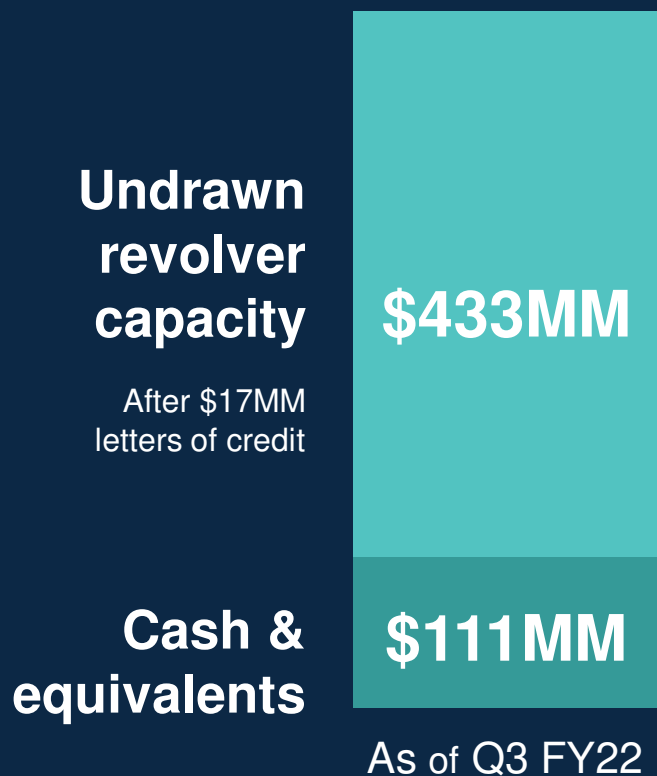 Undrawn
revolver
capacity
$433MM
After $17MM
letters of credit
Cash &
equivalents
$111MM
As of Q3 FY22